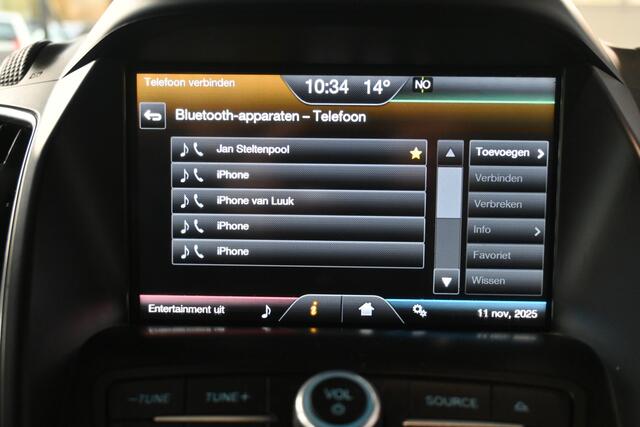 Telefoon verbinden
10:34 14° NO
Bluetooth-apparaten – Telefoon
Jan Steltenpool
iPhone
iPhone van Luuk
iPhone
iPhone
Toevoegen
Verbinden
Verbreken
Info
Favoriet
Wissen
Entertainment uit
11 nov, 2025
–TUNE TUNE+ VOL SOURCE